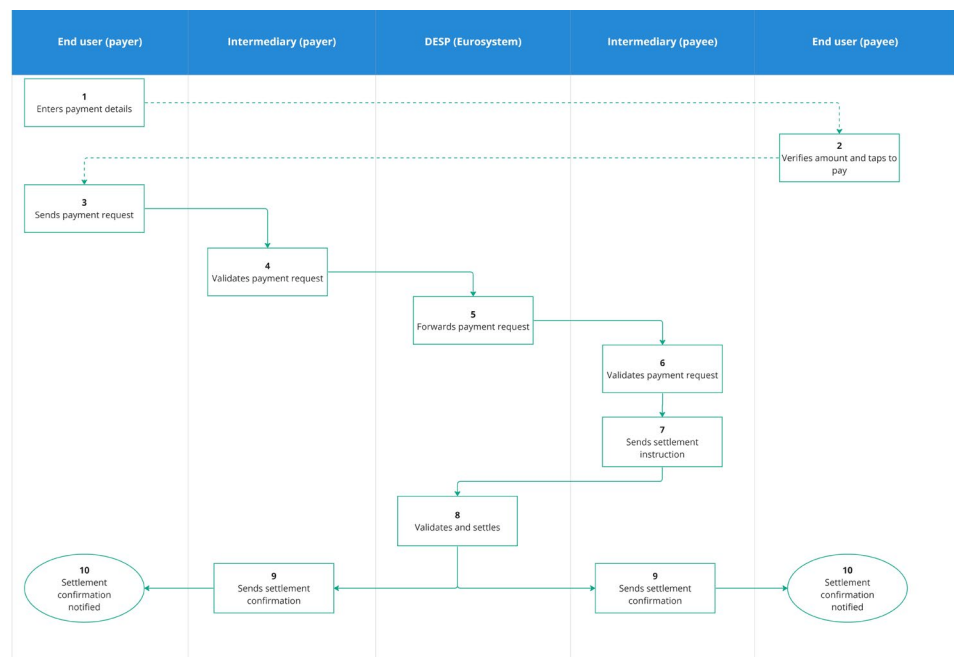 End user (payer)
Intermediary (payer)
DESP (Eurosystem)
Intermediary (payee)
End user (payee)
1
Enters payment details
2
Verifies amount and taps to
pay
3
Sends payment request
4
Validates payment request
5
Forwards payment request
6
Validates payment request
7
Sends settlement
instruction
8
Validates and settles
10
Settlement
confirmation
notified
9
Sends settlement
confirmation
9
Sends settlement
confirmation
10
Settlement
confirmation
notified